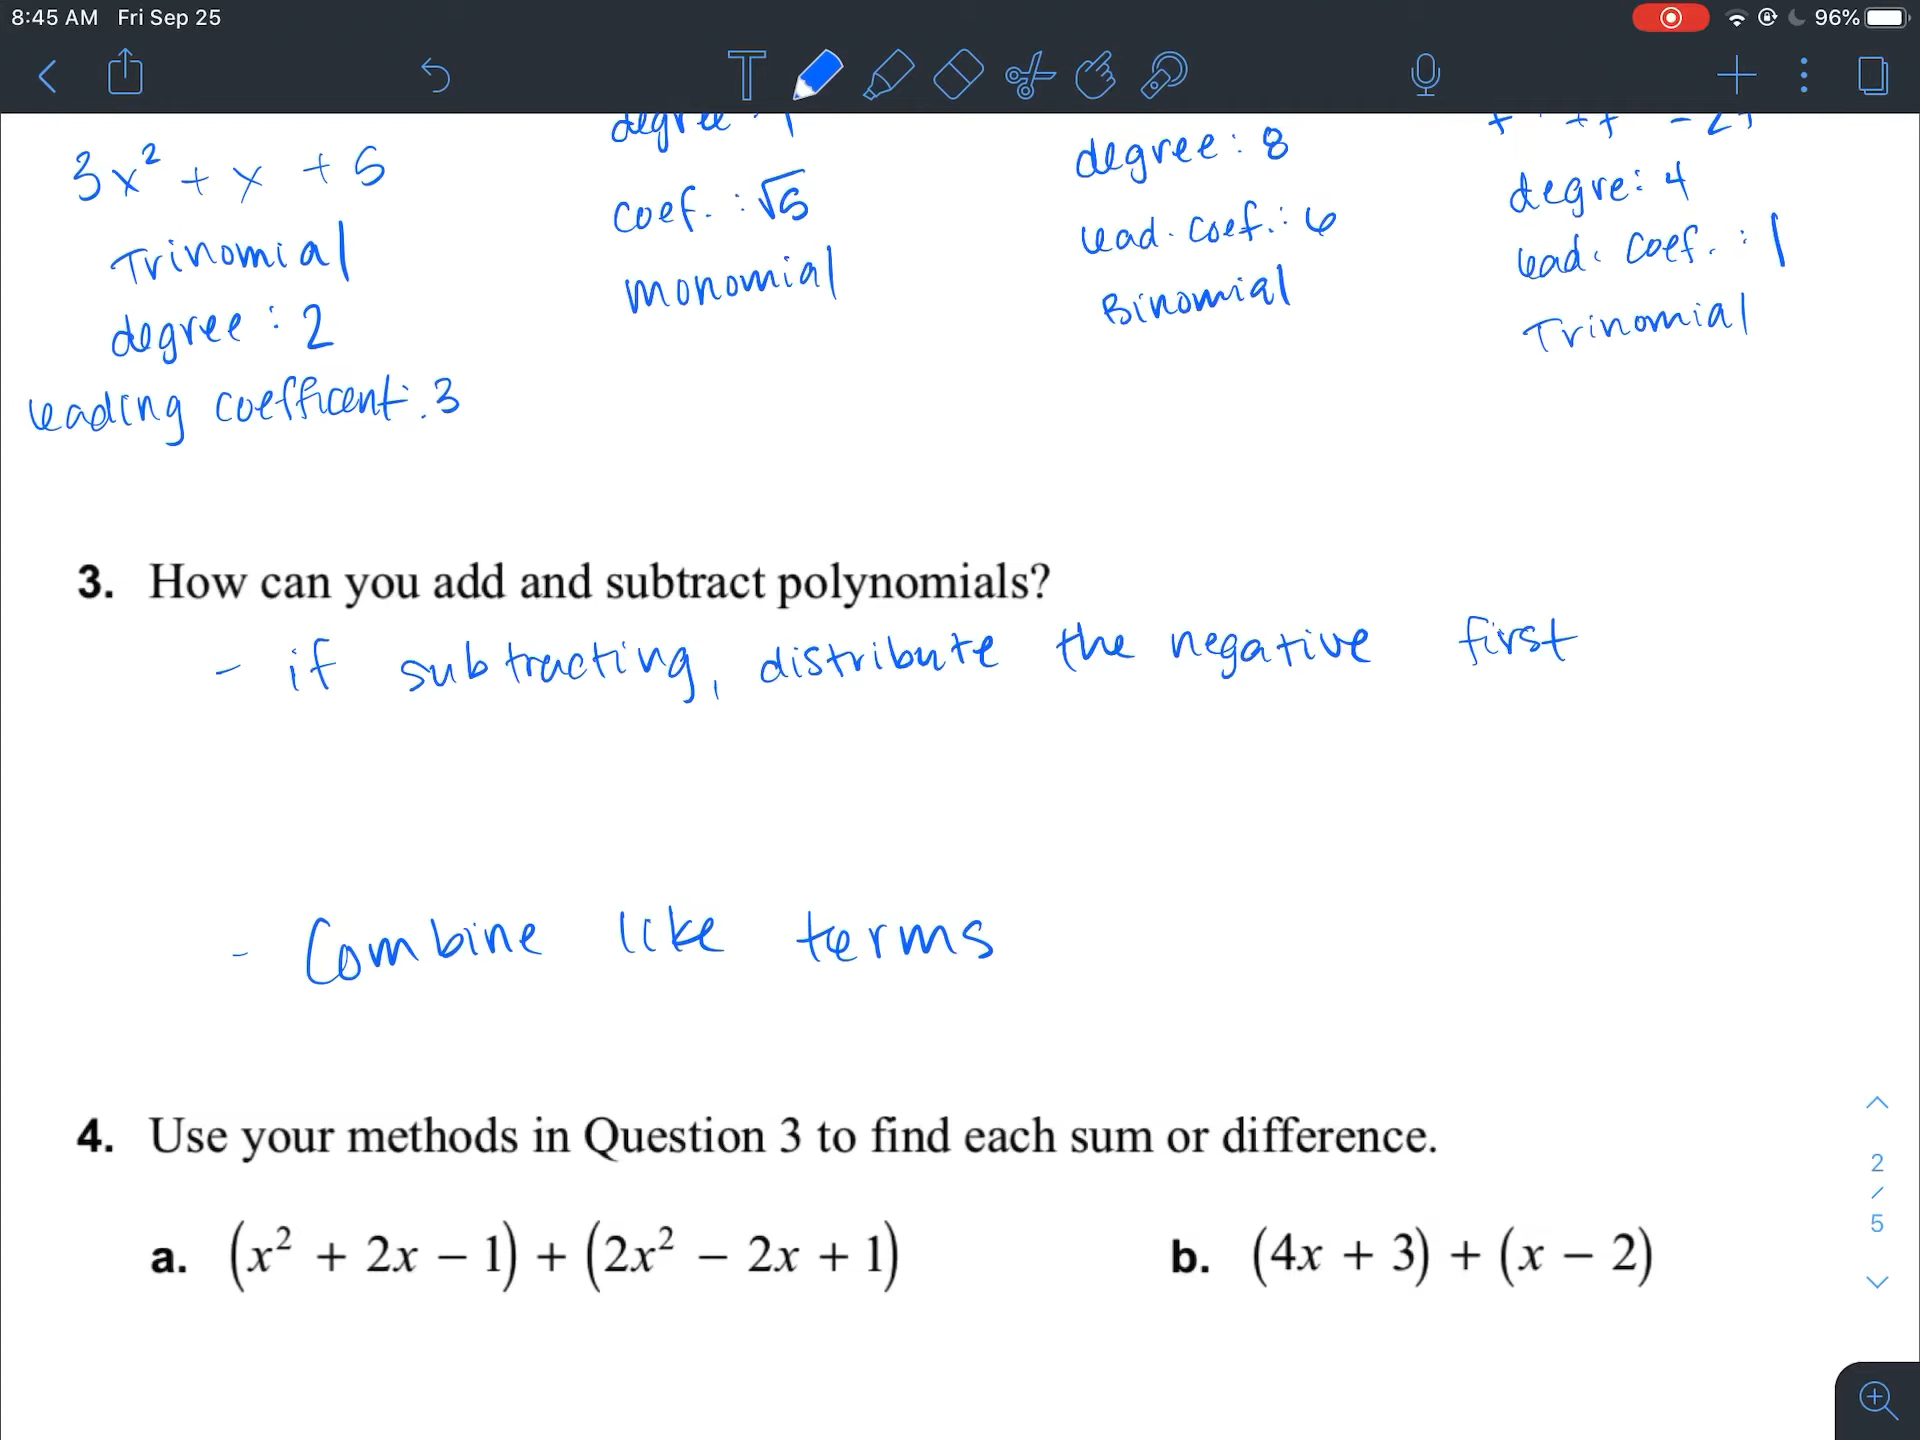 8:45 AM Fri Sep 25
96%
T
degree
3x² + x + 5
Trinomial
degree : 2
leading coefficent: 3
coef. : √5
monomial
degree : 8
lead. coef. : 6
Binomial
degre: 4
lead. coef. : 1
Trinomial
3. How can you add and subtract polynomials?
- if subtracting, distribute the negative first
- Combine like terms
4. Use your methods in Question 3 to find each sum or difference.
a. (x² + 2x − 1) + (2x² − 2x + 1)
b. (4x + 3) + (x − 2)
2
/
5